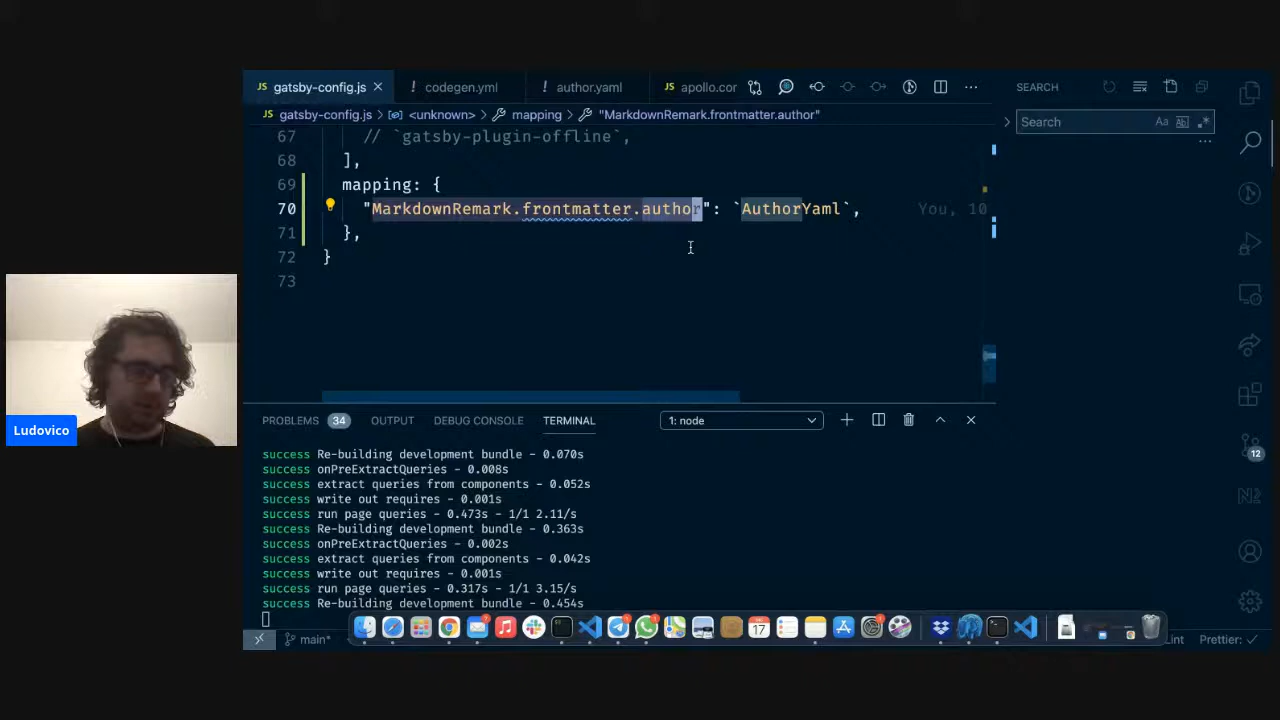 JS gatsby-config.js
! codegen.yml
! author.yaml
JS apollo.cor
SEARCH
JS gatsby-config.js > <unknown> > mapping > "MarkdownRemark.frontmatter.author"
Search
Aa
67 // `gatsby-plugin-offline`,
68 ],
69 mapping: {
70 "MarkdownRemark.frontmatter.author": `AuthorYaml`, You, 10
71 },
72 }
73
Ludovico
PROBLEMS 34 OUTPUT DEBUG CONSOLE TERMINAL 1: node
success Re-building development bundle - 0.070s
success onPreExtractQueries - 0.008s
success extract queries from components - 0.052s
success write out requires - 0.001s
success run page queries - 0.473s - 1/1 2.11/s
success Re-building development bundle - 0.363s
success onPreExtractQueries - 0.002s
success extract queries from components - 0.042s
success write out requires - 0.001s
success run page queries - 0.317s - 1/1 3.15/s
success Re-building development bundle - 0.454s
12
17
main*
Prettier: